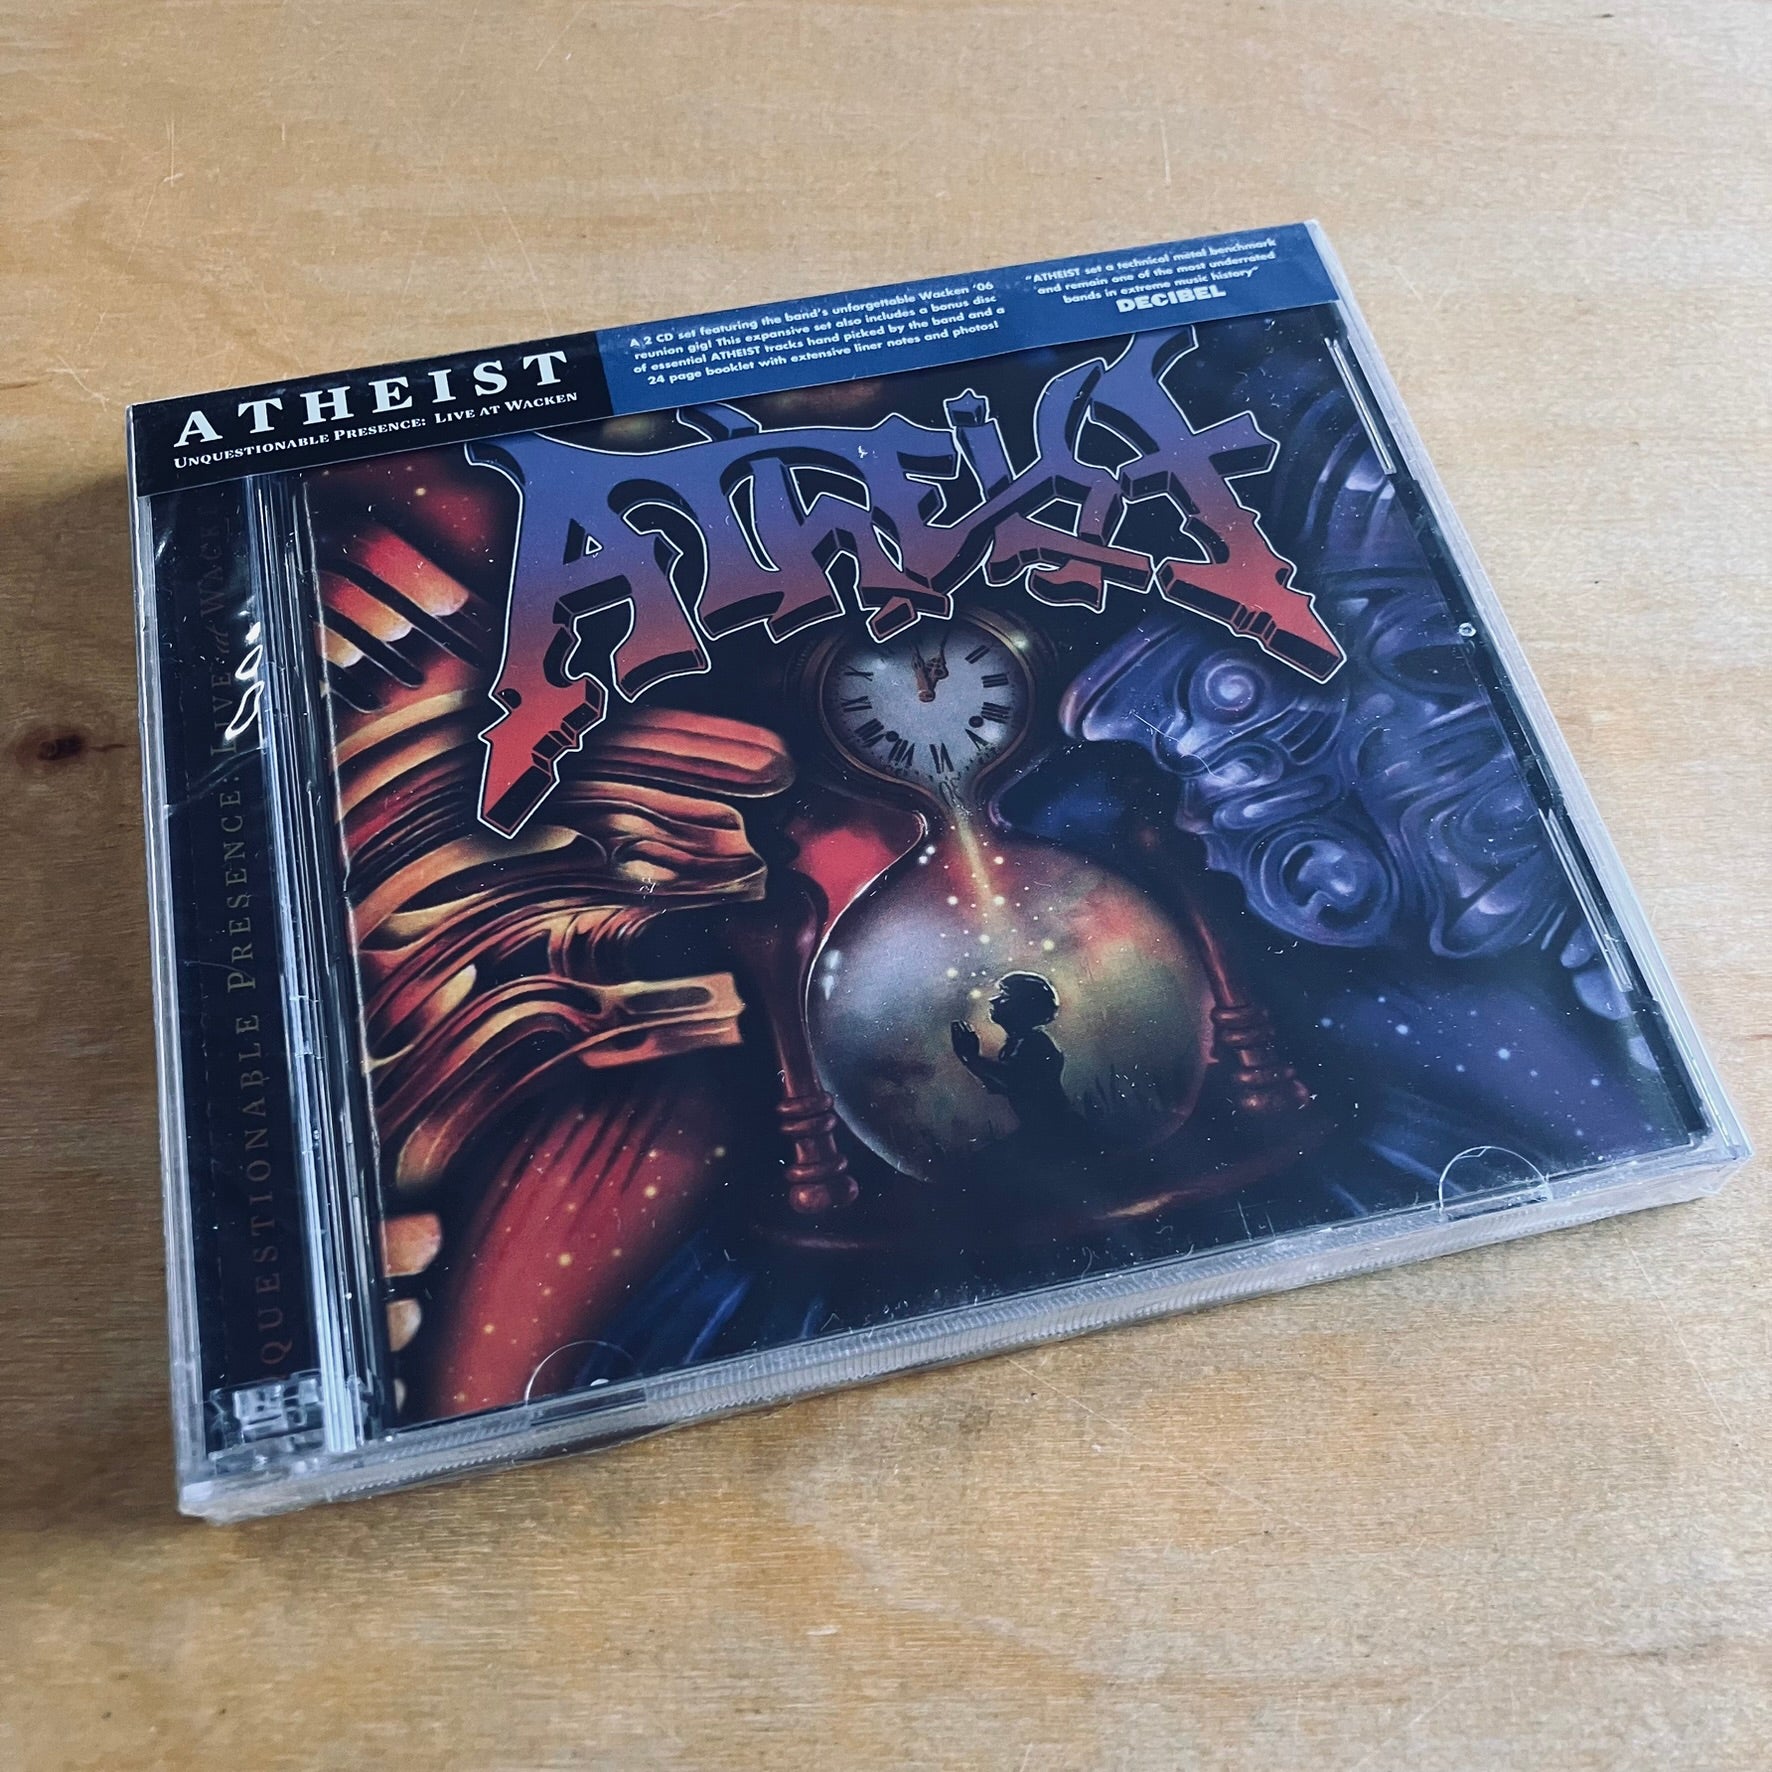 ATHEIST
UNQUESTIONABLE PRESENCE: LIVE AT WACKEN
A 2 CD set featuring the band's unforgettable Wacken '06
reunion gig! This expansive set also includes a bonus disc
of essential ATHEIST tracks hand picked by the band and a
24 page booklet with extensive liner notes and photos!
"ATHEIST set a technical metal benchmark
and remain one of the most underrated
bands in extreme music history"
DECIBEL
ATHEIST
QUESTIONABLE PRESENCE: LIVE at WACKE